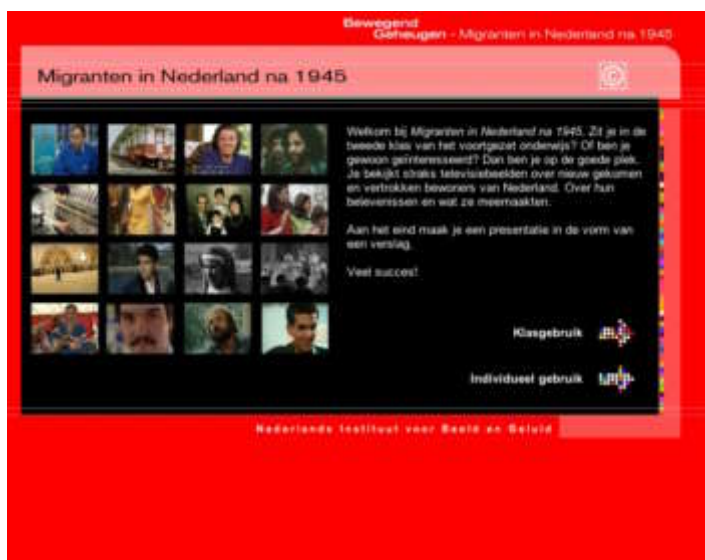 Bewegend
Geheugen - Migranten in Nederland na 1945
Migranten in Nederland na 1945
©
Welkom bij Migranten in Nederland na 1945. Zit je in de
tweede klas van het voortgezet onderwijs? Of ben je
gewoon geïnteresseerd? Dan ben je op de goede plek.
Je bekijkt straks televisiebeelden over nieuw gekomen
en vertrokken bewoners van Nederland. Over hun
belevenissen en wat ze meemaakten.
Aan het eind maak je een presentatie in de vorm van
een verslag.
Veel succes!
Klasgebruik
Individueel gebruik
Nederlands Instituut voor Beeld en Geluid